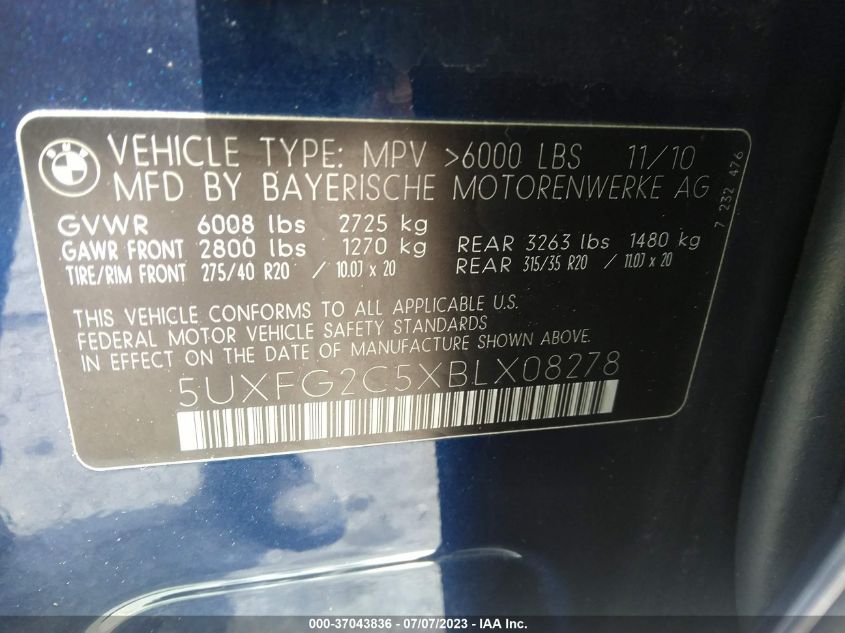 BMW
VEHICLE TYPE: MPV >6000 LBS 11/10
MFD BY BAYERISCHE MOTORENWERKE AG
7 232 476
GVWR 6008 lbs 2725 kg
GAWR FRONT 2800 lbs 1270 kg REAR 3263 lbs 1480 kg
TIRE/RIM FRONT 275/40 R20 / 10.0J x 20 REAR 315/35 R20 / 11.0J x 20
THIS VEHICLE CONFORMS TO ALL APPLICABLE U.S.
FEDERAL MOTOR VEHICLE SAFETY STANDARDS
IN EFFECT ON THE DATE OF MANUFACTURE SHOWN ABOVE.
5UXFG2C5XBLX08278
000-37043836 - 07/07/2023 - IAA Inc.